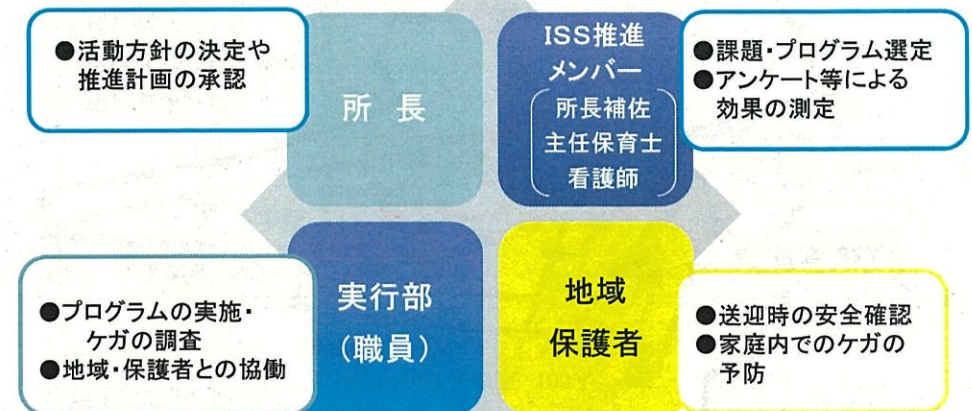 ●活動方針の決定や
推進計画の承認
所 長
ISS推進
メンバー
所長補佐
主任保育士
看護師
●課題・プログラム選定
●アンケート等による
効果の測定
●プログラムの実施・
ケガの調査
●地域・保護者との協働
実行部
(職員)
地域
保護者
●送迎時の安全確認
●家庭内でのケガの
予防